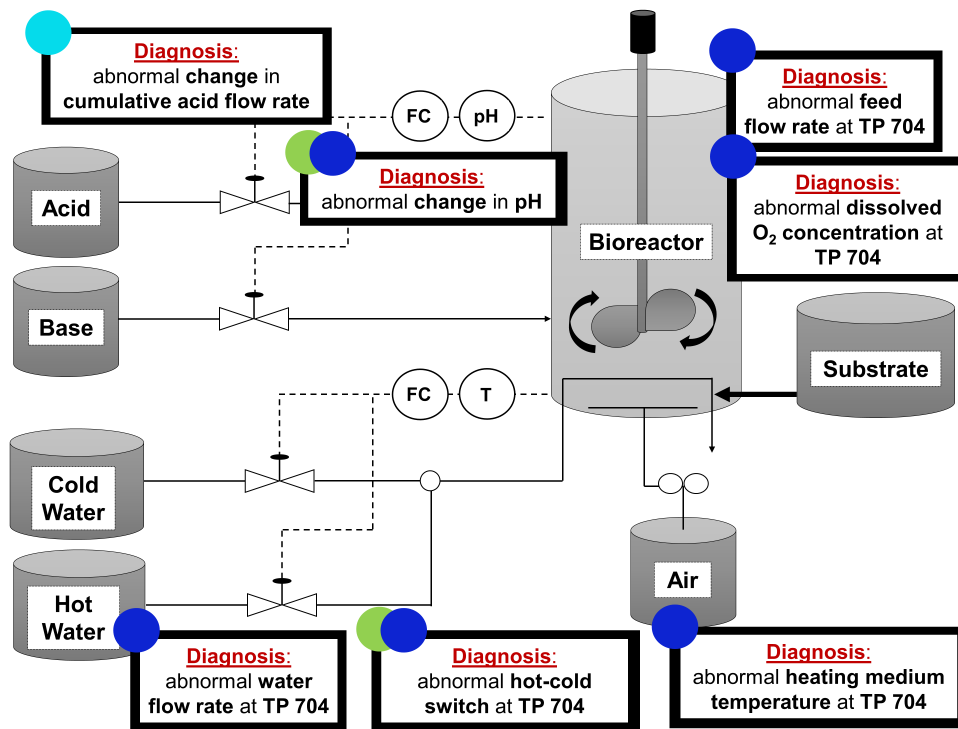 Diagnosis:
abnormal change in
cumulative acid flow rate
FC
pH
Diagnosis:
abnormal feed
flow rate at TP 704
Diagnosis:
abnormal change in pH
Diagnosis:
abnormal dissolved
O₂ concentration at
TP 704
Acid
Bioreactor
Base
Substrate
FC
T
Cold
Water
Hot
Water
Air
Diagnosis:
abnormal water
flow rate at TP 704
Diagnosis:
abnormal hot-cold
switch at TP 704
Diagnosis:
abnormal heating medium
temperature at TP 704